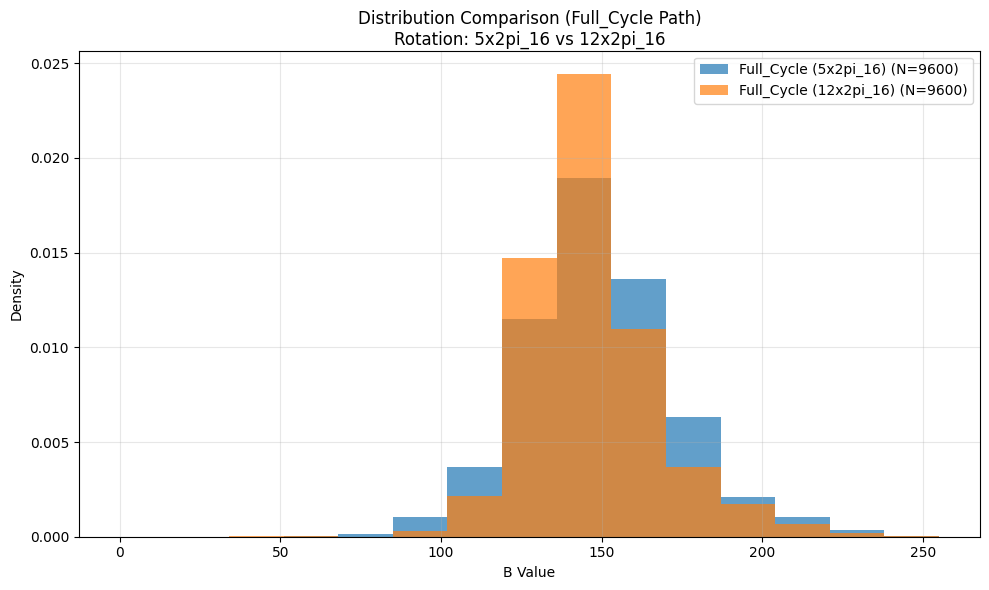 Distribution Comparison (Full_Cycle Path)
Rotation: 5x2pi_16 vs 12x2pi_16
Full_Cycle (5x2pi_16) (N=9600)
Full_Cycle (12x2pi_16) (N=9600)
0.025
0.020
0.015
0.010
0.005
0.000
Density
0 50 100 150 200 250
B Value